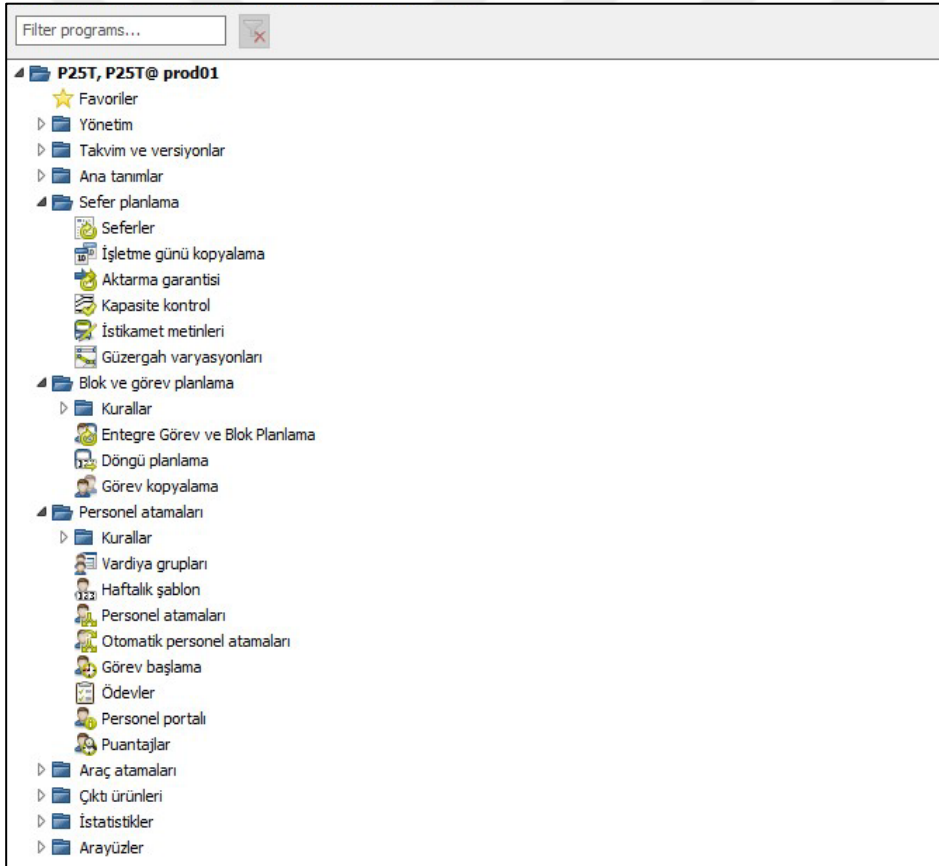 Filter programs...
P25T, P25T@ prod01
Favoriler
Yönetim
Takvim ve versiyonlar
Ana tanımlar
Sefer planlama
Seferler
İşletme günü kopyalama
Aktarma garantisi
Kapasite kontrol
İstikamet metinleri
Güzergah varyasyonları
Blok ve görev planlama
Kurallar
Entegre Görev ve Blok Planlama
Döngü planlama
Görev kopyalama
Personel atamaları
Kurallar
Vardiya grupları
Haftalık şablon
Personel atamaları
Otomatik personel atamaları
Görev başlama
Ödevler
Personel portalı
Puantajlar
Araç atamaları
Çıktı ürünleri
İstatistikler
Arayüzler